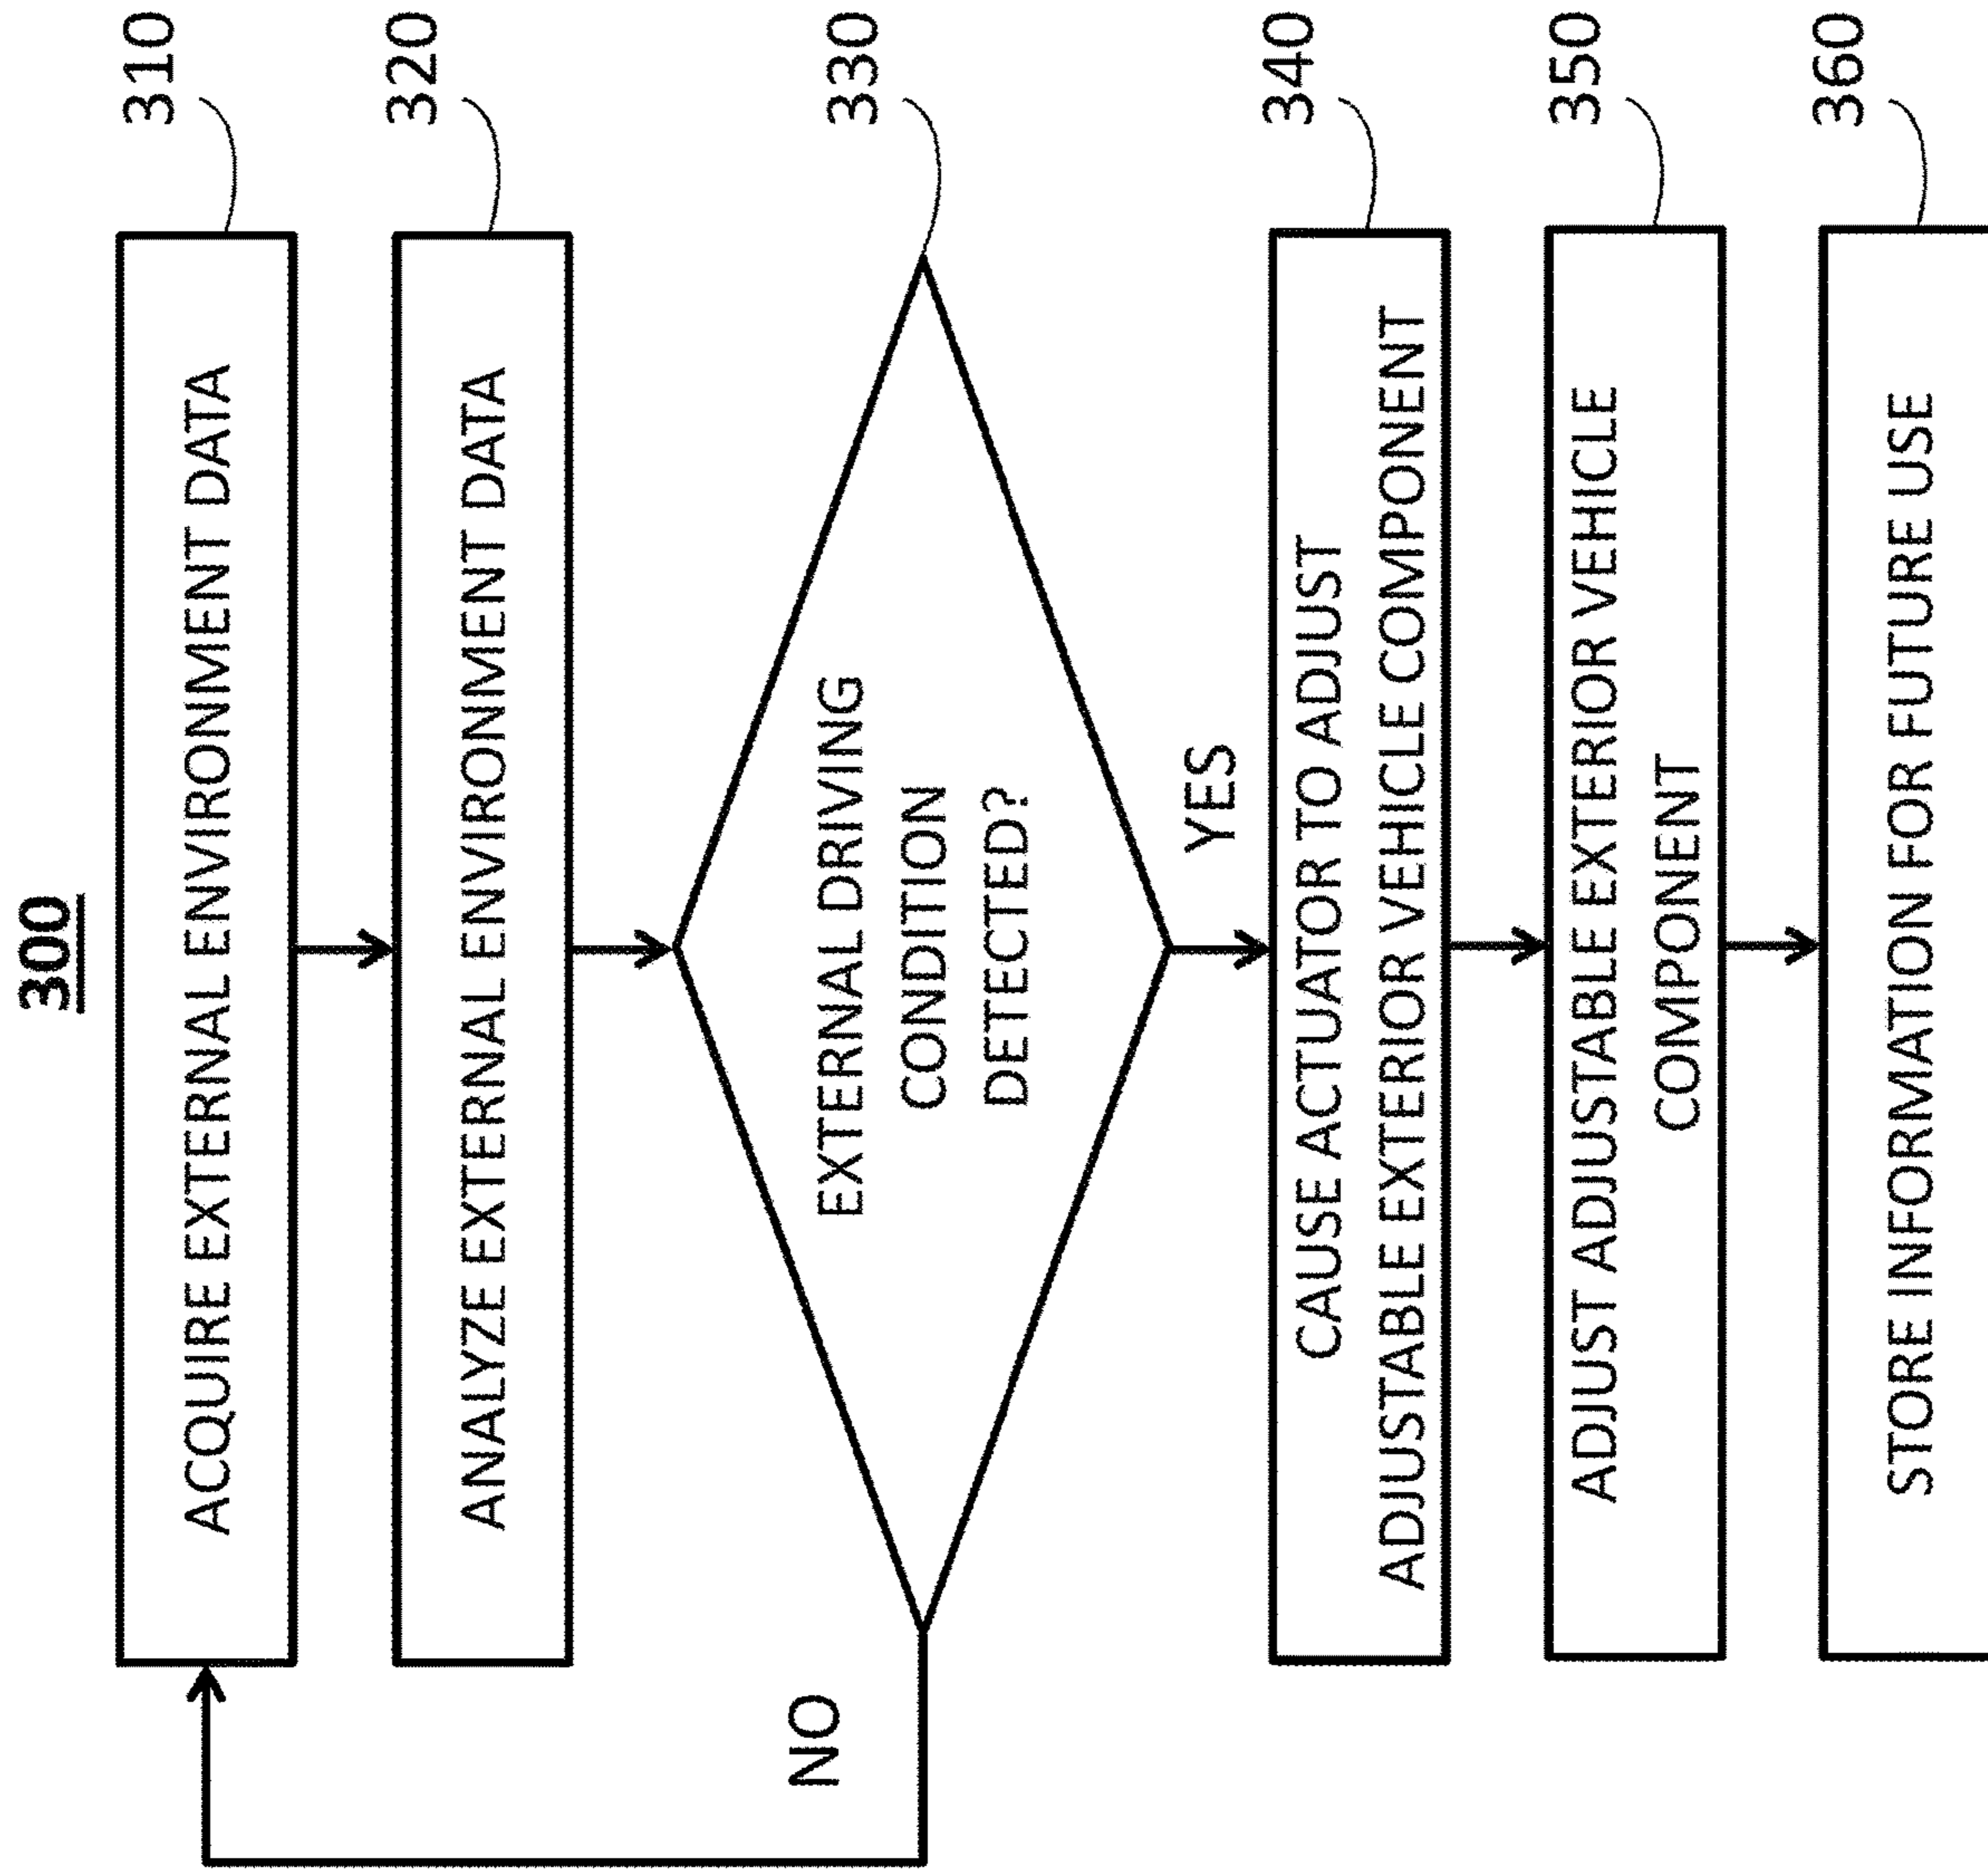 300
ACQUIRE EXTERNAL ENVIRONMENT DATA
310
ANALYZE EXTERNAL ENVIRONMENT DATA
320
EXTERNAL DRIVING
CONDITION
DETECTED?
330
NO
YES
CAUSE ACTUATOR TO ADJUST
ADJUSTABLE EXTERIOR VEHICLE COMPONENT
340
ADJUST ADJUSTABLE EXTERIOR VEHICLE
COMPONENT
350
STORE INFORMATION FOR FUTURE USE
360